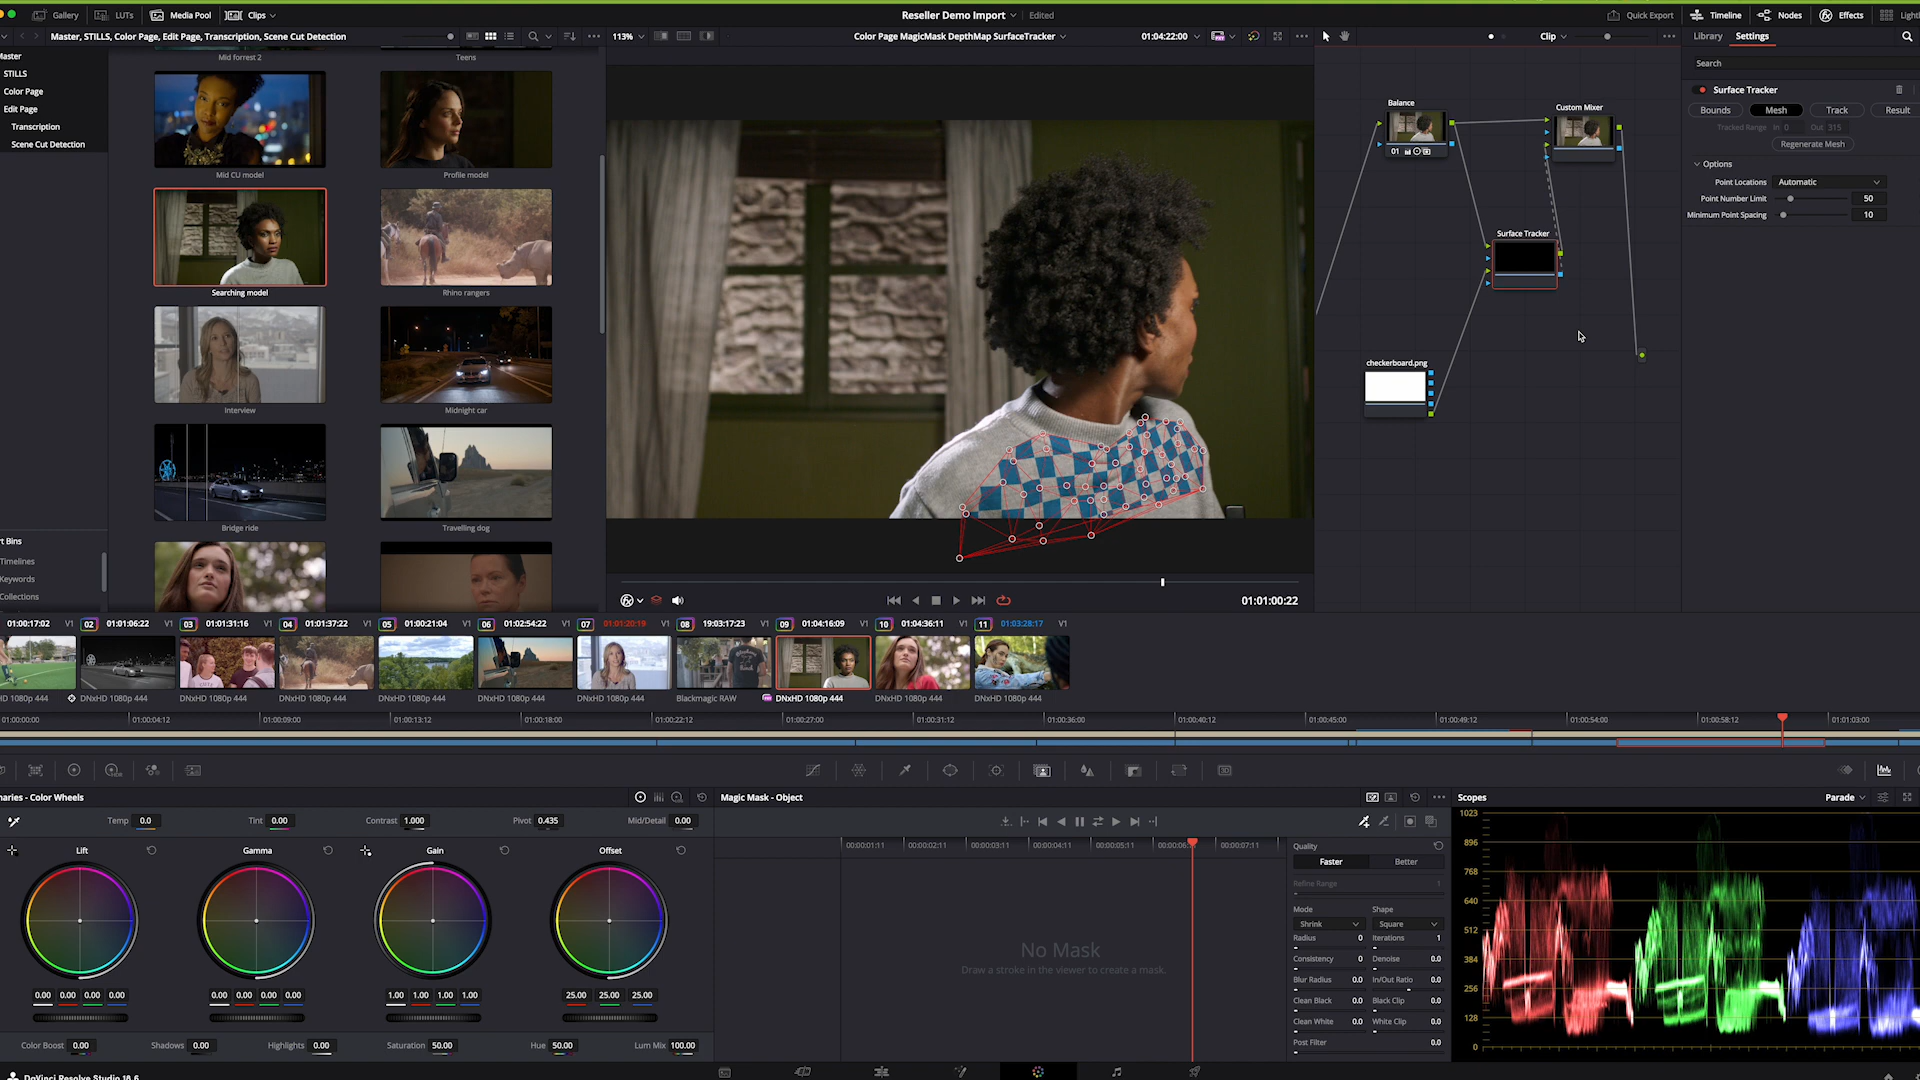 Gallery LUTs Media Pool Clips Reseller Demo Import Edited Quick Export Timeline Nodes Effects
Master, STILLS, Color Page, Edit Page, Transcription, Scene Cut Detection 113% Color Page MagicMask DepthMap SurfaceTracker 01:04:22:00 Clip Library Settings
STILLS
Color Page
Edit Page
Transcription
Scene Cut Detection
Timelines
Keywords
Collections
Mid forrest 2 Teens
Mid CU model Profile model
Searching model Rhino rangers
Interview Midnight car
Bridge ride Travelling dog
01:01:00:22
Balance
01
Custom Mixer
Surface Tracker
checkerboard.png
Search
Surface Tracker
Bounds Mesh Track Result
Tracked Range In 0 Out 315
Regenerate Mesh
Options
Point Locations Automatic
Point Number Limit 50
Minimum Point Spacing 10
01:00:17:02 V1 02 01:01:06:22 V1 03 01:01:31:16 V1 04 01:01:37:22 V1 05 01:00:21:04 V1 06 01:02:54:22 V1 07 01:01:20:19 V1 08 19:03:17:23 V1 09 01:04:16:09 V1 10 01:04:36:11 V1 11 01:03:28:17 V1
HD 1080p 444 DNxHD 1080p 444 DNxHD 1080p 444 DNxHD 1080p 444 DNxHD 1080p 444 DNxHD 1080p 444 DNxHD 1080p 444 Blackmagic RAW DNxHD 1080p 444 DNxHD 1080p 444 DNxHD 1080p 444
01:00:00:00 01:00:04:12 01:00:09:00 01:00:13:12 01:00:18:00 01:00:22:12 01:00:27:00 01:00:31:12 01:00:36:00 01:00:40:12 01:00:45:00 01:00:49:12 01:00:54:00 01:00:58:12 01:01:03:00
3D
naries - Color Wheels
Temp 0.0 Tint 0.00 Contrast 1.000 Pivot 0.435 Mid/Detail 0.00
Lift Gamma Gain Offset
0.00 0.00 0.00 0.00 0.00 0.00 0.00 0.00 1.00 1.00 1.00 1.00 25.00 25.00 25.00
Color Boost 0.00 Shadows 0.00 Highlights 0.00 Saturation 50.00 Hue 50.00 Lum Mix 100.00
Magic Mask - Object
00:00:01:11 00:00:02:11 00:00:03:11 00:00:04:11 00:00:05:11 00:00:07:11
No Mask
Draw a stroke in the viewer to create a mask.
Quality
Faster Better
Refine Range 1
Mode Shape
Shrink Square
Radius 0 Iterations 1
Consistency 0 Denoise 0.0
Blur Radius 0.0 In/Out Ratio 0.0
Clean Black 0.0 Black Clip 0.0
Clean White 0.0 White Clip 0.0
Post Filter 0.0
Scopes Parade
1023
896
768
640
512
384
256
128
0
DaVinci Resolve Studio 18.6